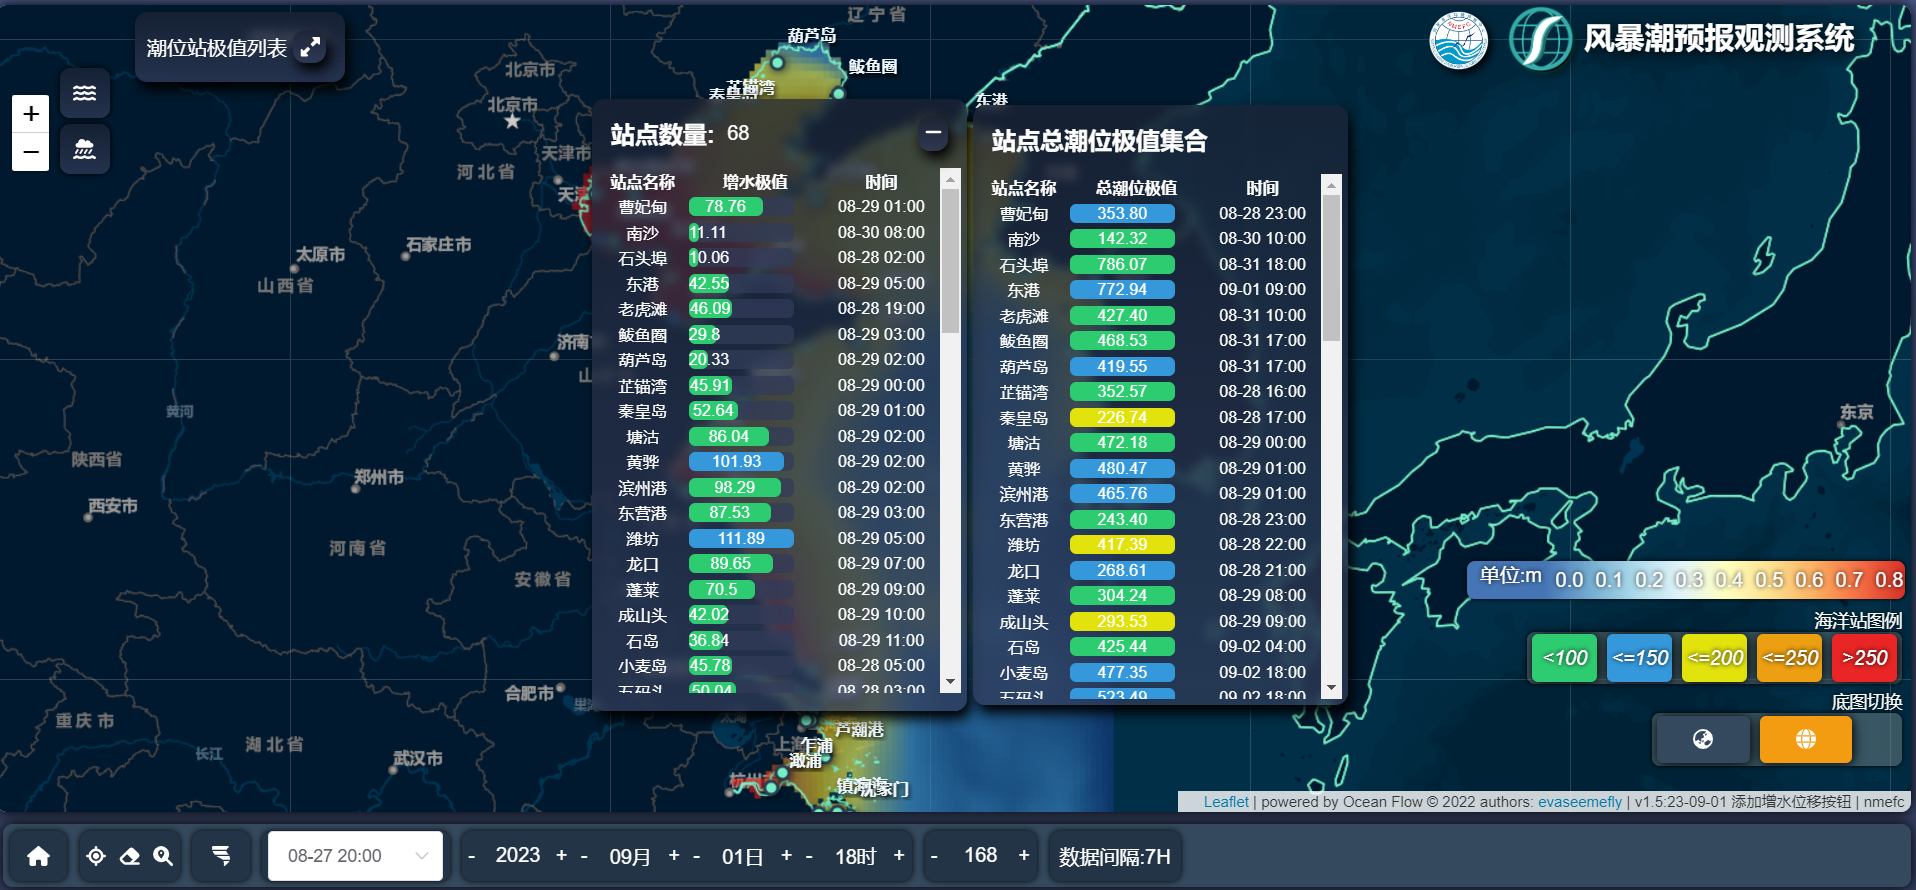 潮位站极值列表
风暴潮预报观测系统
+
−
辽宁省
葫芦岛
鲅鱼圈
芷锚湾
秦皇岛
东港
北京市
北京市
天津市
河北省
石家庄市
太原市
山西省
黄河
陕西省
西安市
郑州市
河南省
安徽省
合肥市
重庆市
湖北省
长江
武汉市
东京
芦潮港
乍浦
澉浦
站点数量: 68
站点名称 增水极值 时间
曹妃甸 78.76 08-29 01:00
南沙 11.11 08-30 08:00
石头埠 10.06 08-28 02:00
东港 42.55 08-29 05:00
老虎滩 46.09 08-28 19:00
鲅鱼圈 29.8 08-29 03:00
葫芦岛 20.33 08-29 02:00
芷锚湾 45.91 08-29 00:00
秦皇岛 52.64 08-29 01:00
塘沽 86.04 08-29 02:00
黄骅 101.93 08-29 02:00
滨州港 98.29 08-29 02:00
东营港 87.53 08-29 03:00
潍坊 111.89 08-29 05:00
龙口 89.65 08-29 07:00
蓬莱 70.5 08-29 09:00
成山头 42.02 08-29 10:00
石岛 36.84 08-29 11:00
小麦岛 45.78 08-28 05:00
五码头 50.04 08-28 03:00
站点总潮位极值集合
站点名称 总潮位极值 时间
曹妃甸 353.80 08-28 23:00
南沙 142.32 08-30 10:00
石头埠 786.07 08-31 18:00
东港 772.94 09-01 09:00
老虎滩 427.40 08-31 10:00
鲅鱼圈 468.53 08-31 17:00
葫芦岛 419.55 08-31 17:00
芷锚湾 352.57 08-28 16:00
秦皇岛 226.74 08-28 17:00
塘沽 472.18 08-29 00:00
黄骅 480.47 08-29 01:00
滨州港 465.76 08-29 01:00
东营港 243.40 08-28 23:00
潍坊 417.39 08-28 22:00
龙口 268.61 08-28 21:00
蓬莱 304.24 08-29 08:00
成山头 293.53 08-29 09:00
石岛 425.44 09-02 04:00
小麦岛 477.35 09-02 18:00
五码头 523.49 09-02 18:00
单位:m 0.0 0.1 0.2 0.3 0.4 0.5 0.6 0.7 0.8
海洋站图例
<100 <=150 <=200 <=250 >250
底图切换
Leaflet | powered by Ocean Flow © 2022 authors: evaseemefly | v1.5:23-09-01 添加增水位移按钮 | nmefc
08-27 20:00 - 2023 + - 09月 + - 01日 + - 18时 + - 168 + 数据间隔:7H